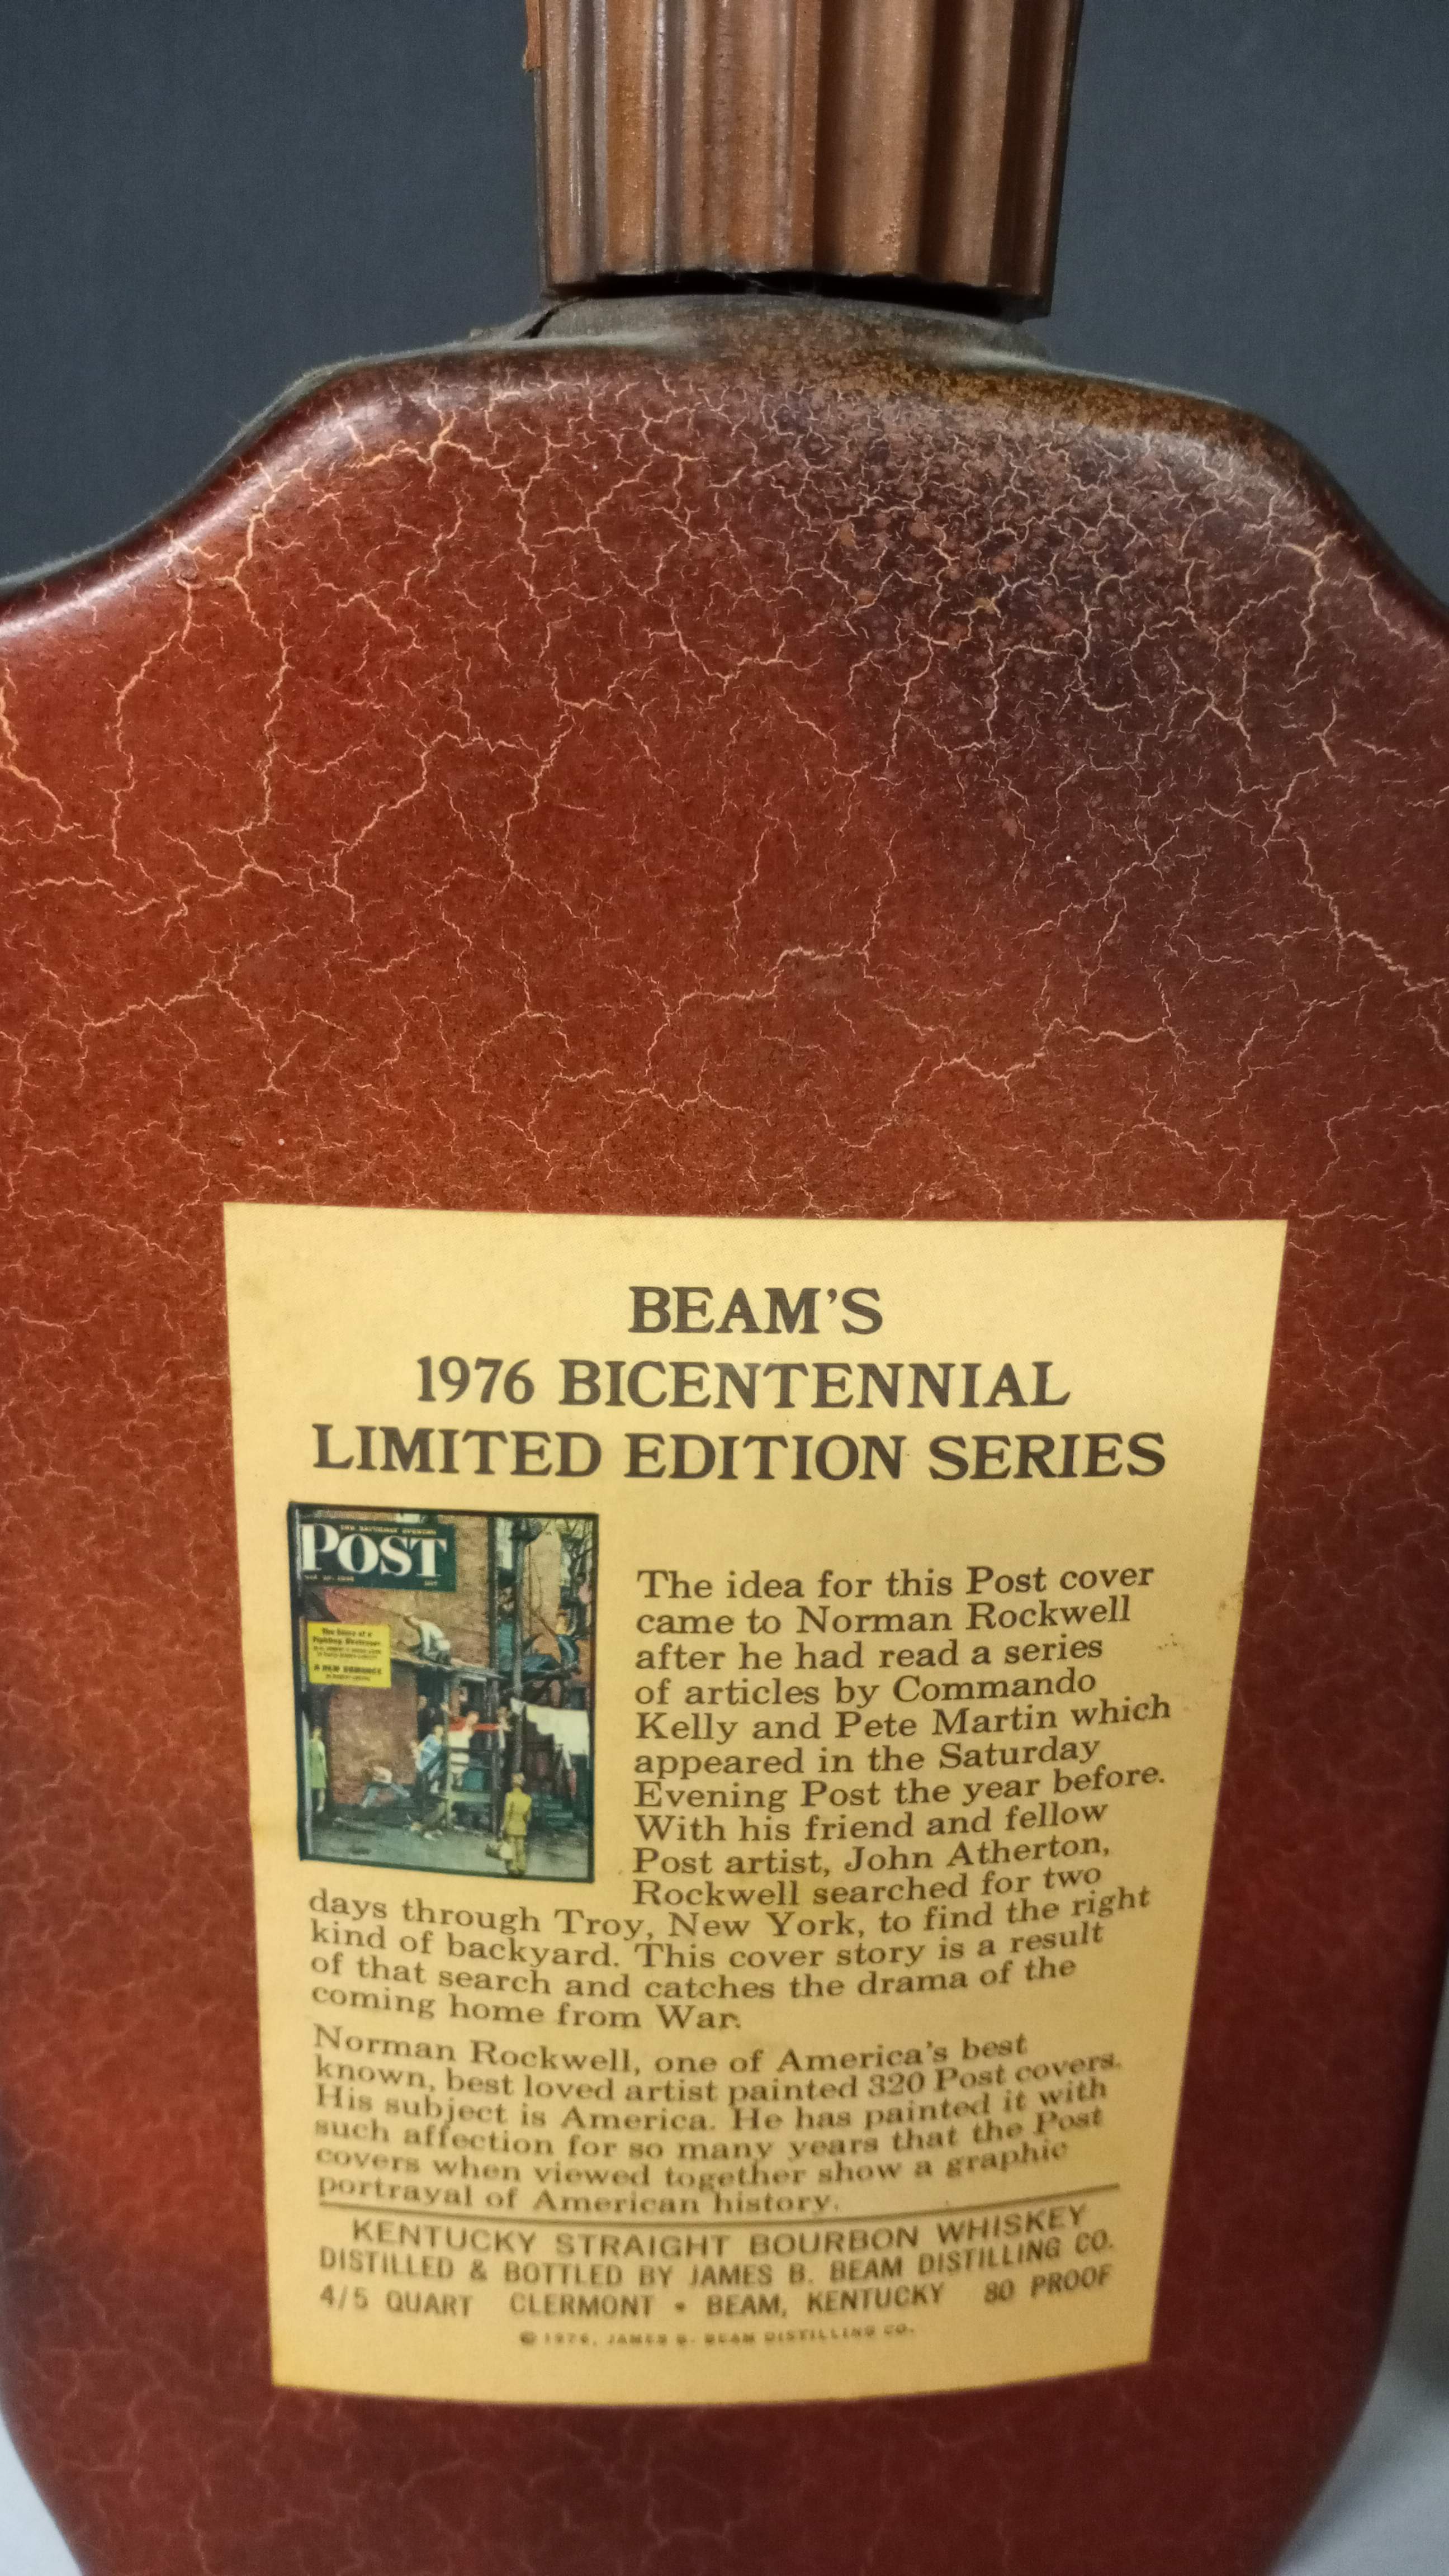 BEAM'S
1976 BICENTENNIAL
LIMITED EDITION SERIES
THE SATURDAY EVENING
POST
The idea for this Post cover
came to Norman Rockwell
after he had read a series
of articles by Commando
Kelly and Pete Martin which
appeared in the Saturday
Evening Post the year before.
With his friend and fellow
Post artist, John Atherton,
Rockwell searched for two
days through Troy, New York, to find the right
kind of backyard. This cover story is a result
of that search and catches the drama of the
coming home from War.
Norman Rockwell, one of America's best
known, best loved artist painted 320 Post covers.
His subject is America. He has painted it with
such affection for so many years that the Post
covers when viewed together show a graphic
portrayal of American history.
KENTUCKY STRAIGHT BOURBON WHISKEY
DISTILLED & BOTTLED BY JAMES B. BEAM DISTILLING CO.
4/5 QUART CLERMONT • BEAM, KENTUCKY 80 PROOF
© 1976, JAMES B. BEAM DISTILLING CO.